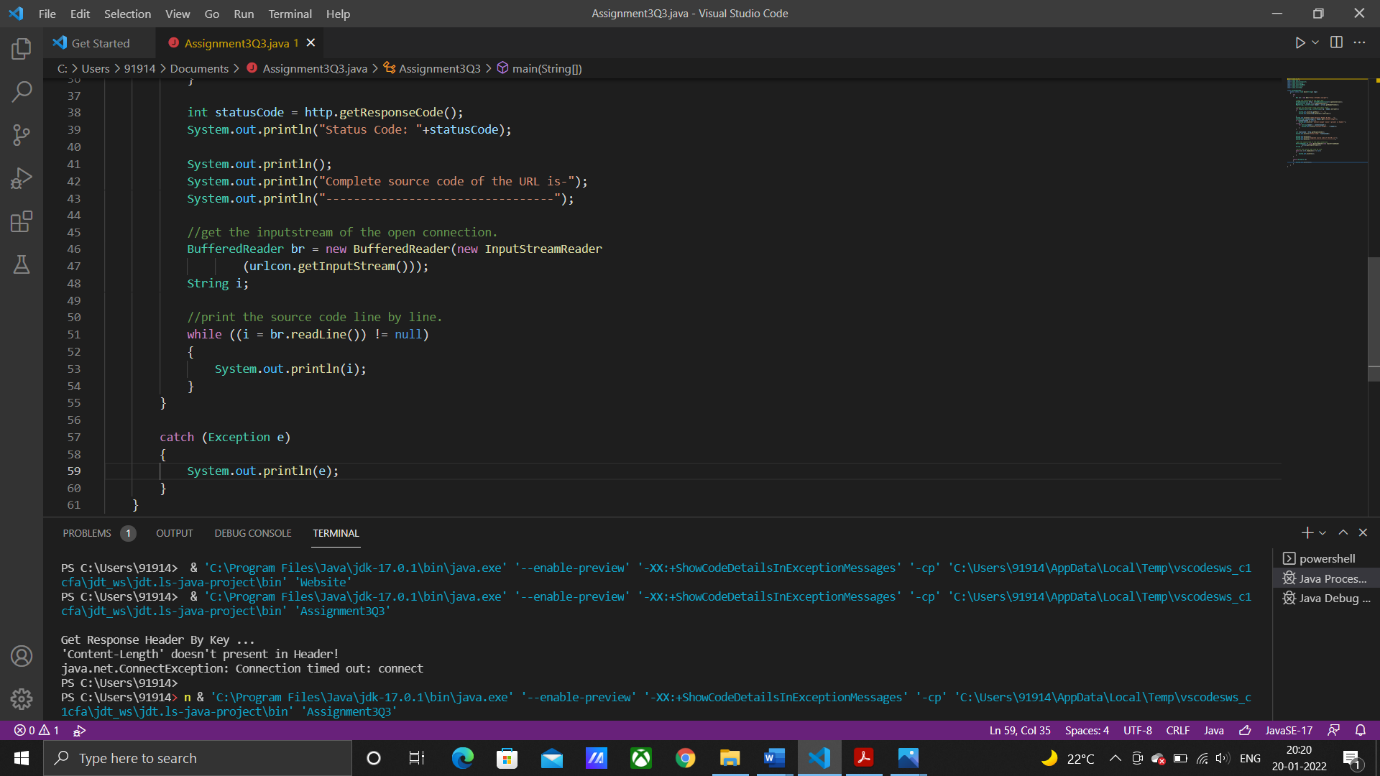 File Edit Selection View Go Run Terminal Help
Assignment3Q3.java - Visual Studio Code
Get Started
Assignment3Q3.java 1
C: > Users > 91914 > Documents > Assignment3Q3.java > Assignment3Q3 > main(String[])
36 }
37
38 int statusCode = http.getResponseCode();
39 System.out.println("Status Code: "+statusCode);
40
41 System.out.println();
42 System.out.println("Complete source code of the URL is-");
43 System.out.println("---------------------------------");
44
45 //get the inputstream of the open connection.
46 BufferedReader br = new BufferedReader(new InputStreamReader
47 (urlcon.getInputStream()));
48 String i;
49
50 //print the source code line by line.
51 while ((i = br.readLine()) != null)
52 {
53 System.out.println(i);
54 }
55 }
56
57 catch (Exception e)
58 {
59 System.out.println(e);
60 }
61 }
PROBLEMS 1 OUTPUT DEBUG CONSOLE TERMINAL
PS C:\Users\91914> & 'C:\Program Files\Java\jdk-17.0.1\bin\java.exe' '--enable-preview' '-XX:+ShowCodeDetailsInExceptionMessages' '-cp' 'C:\Users\91914\AppData\Local\Temp\vscodesws_c1
cfa\jdt_ws\jdt.ls-java-project\bin' 'Website'
PS C:\Users\91914> & 'C:\Program Files\Java\jdk-17.0.1\bin\java.exe' '--enable-preview' '-XX:+ShowCodeDetailsInExceptionMessages' '-cp' 'C:\Users\91914\AppData\Local\Temp\vscodesws_c1
cfa\jdt_ws\jdt.ls-java-project\bin' 'Assignment3Q3'
Get Response Header By Key ...
'Content-Length' doesn't present in Header!
java.net.ConnectException: Connection timed out: connect
PS C:\Users\91914>
PS C:\Users\91914> n & 'C:\Program Files\Java\jdk-17.0.1\bin\java.exe' '--enable-preview' '-XX:+ShowCodeDetailsInExceptionMessages' '-cp' 'C:\Users\91914\AppData\Local\Temp\vscodesws_c
1cfa\jdt_ws\jdt.ls-java-project\bin' 'Assignment3Q3'
powershell
Java Proces...
Java Debug ...
0 1
Ln 59, Col 35 Spaces: 4 UTF-8 CRLF Java JavaSE-17
Type here to search
22°C ENG
20:20
20-01-2022
1